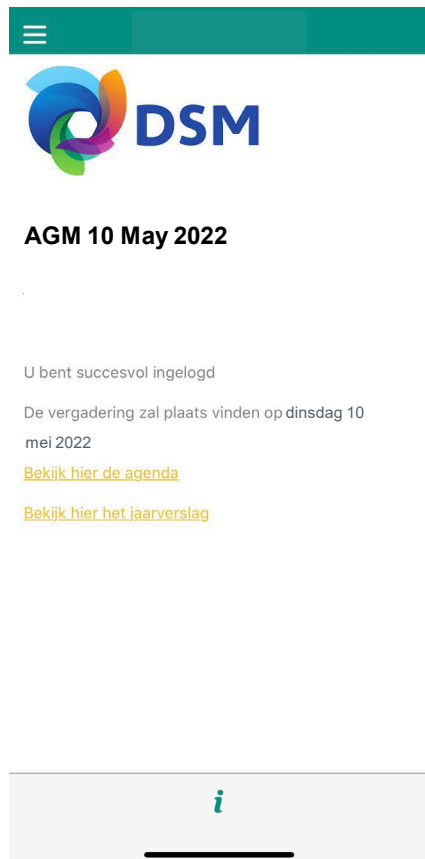 DSM
AGM 10 May 2022
U bent succesvol ingelogd
De vergadering zal plaats vinden op dinsdag 10
mei 2022
Bekijk hier de agenda
Bekijk hier het jaarverslag
i